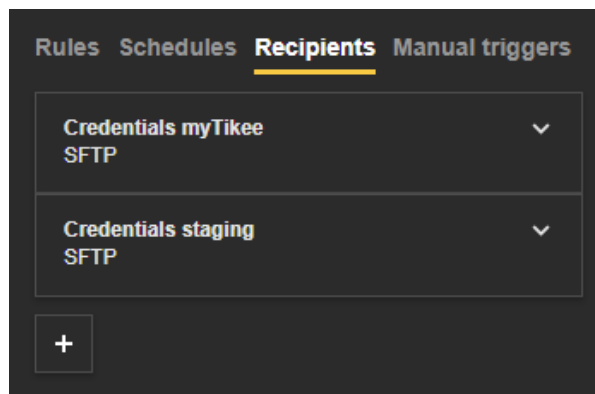 Rules Schedules Recipients Manual triggers
Credentials myTikee
SFTP
Credentials staging
SFTP
+